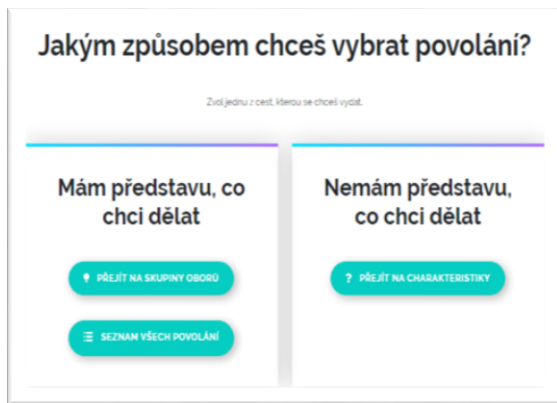 Jakým způsobem chceš vybrat povolání?
Zvol jednu z cest, kterou se chceš vydat.
Mám představu, co
chci dělat
PŘEJÍT NA SKUPINY OBORŮ
SEZNAM VŠECH POVOLÁNÍ
Nemám představu,
co chci dělat
? PŘEJÍT NA CHARAKTERISTIKY